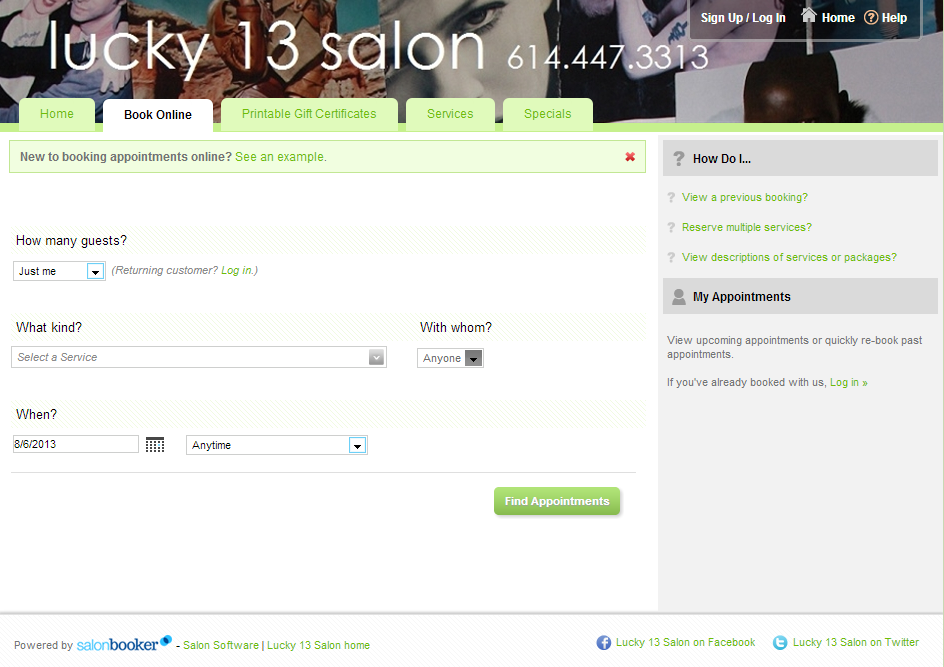 Sign Up / Log In Home ? Help
lucky 13 salon 614.447.3313
Home Book Online Printable Gift Certificates Services Specials
New to booking appointments online? See an example.
? How Do I...
? View a previous booking?
? Reserve multiple services?
? View descriptions of services or packages?
How many guests?
Just me (Returning customer? Log in.)
My Appointments
View upcoming appointments or quickly re-book past
appointments.
If you've already booked with us, Log in »
What kind? With whom?
Select a Service Anyone
When?
8/6/2013 Anytime
Find Appointments
Powered by salonbooker - Salon Software | Lucky 13 Salon home
f Lucky 13 Salon on Facebook t Lucky 13 Salon on Twitter